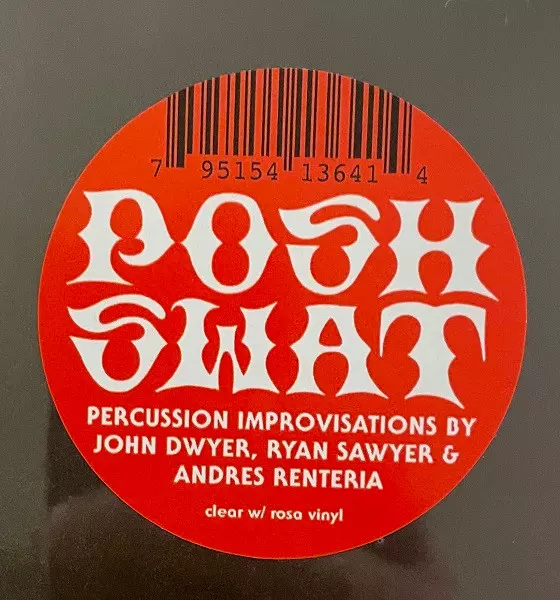 7 95154 13641 4
POSH
SWAT
PERCUSSION IMPROVISATIONS BY
JOHN DWYER, RYAN SAWYER &
ANDRES RENTERIA
clear w/ rosa vinyl